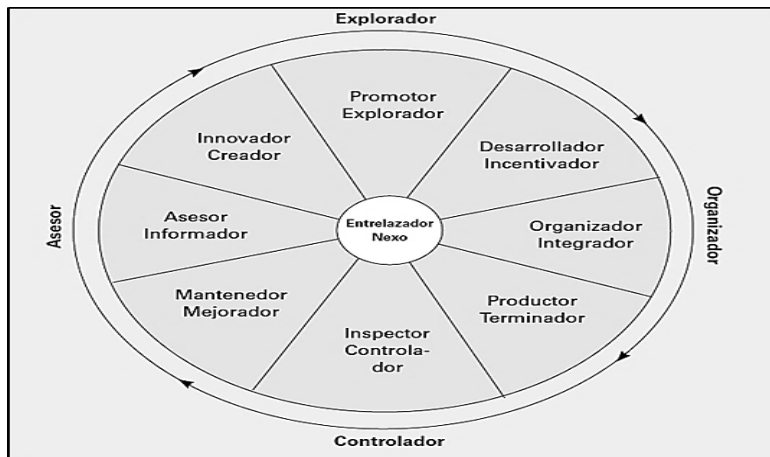 Explorador
Promotor
Explorador
Innovador
Creador
Desarrollador
Incentivador
Asesor
Asesor
Informador
Entrelazador
Nexo
Organizador
Integrador
Organizador
Mantenedor
Mejorador
Productor
Terminador
Inspector
Controla-
dor
Controlador